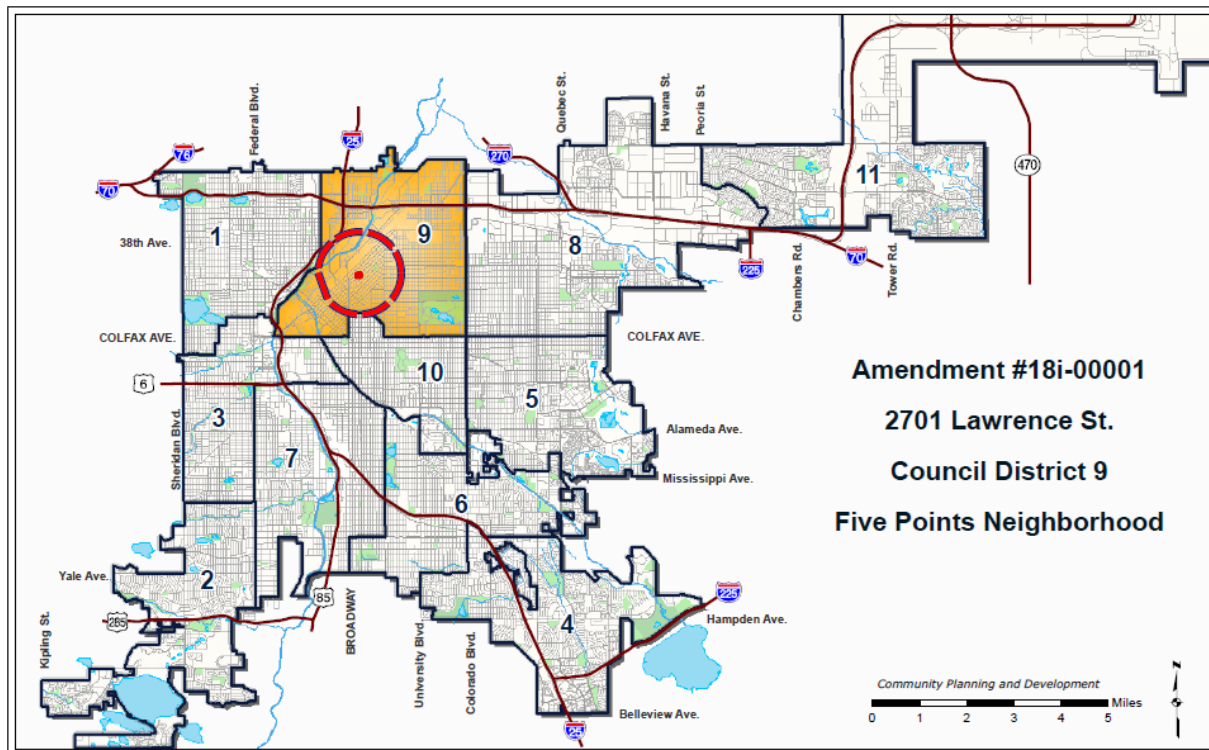 Federal Blvd.
Quebec St.
Havana St.
Peoria St.
25
76
270
70
470
11
1
9
8
38th Ave.
225
70
Chambers Rd.
Tower Rd.
COLFAX AVE.
COLFAX AVE.
10
6
5
3
Sheridan Blvd.
7
Alameda Ave.
Mississippi Ave.
6
Amendment #18i-00001
2701 Lawrence St.
Council District 9
Five Points Neighborhood
Yale Ave.
2
85
BROADWAY
285
Kipling St.
University Blvd.
Colorado Blvd.
4
225
Hampden Ave.
Belleview Ave.
25
N
Community Planning and Development
Miles
0 1 2 3 4 5